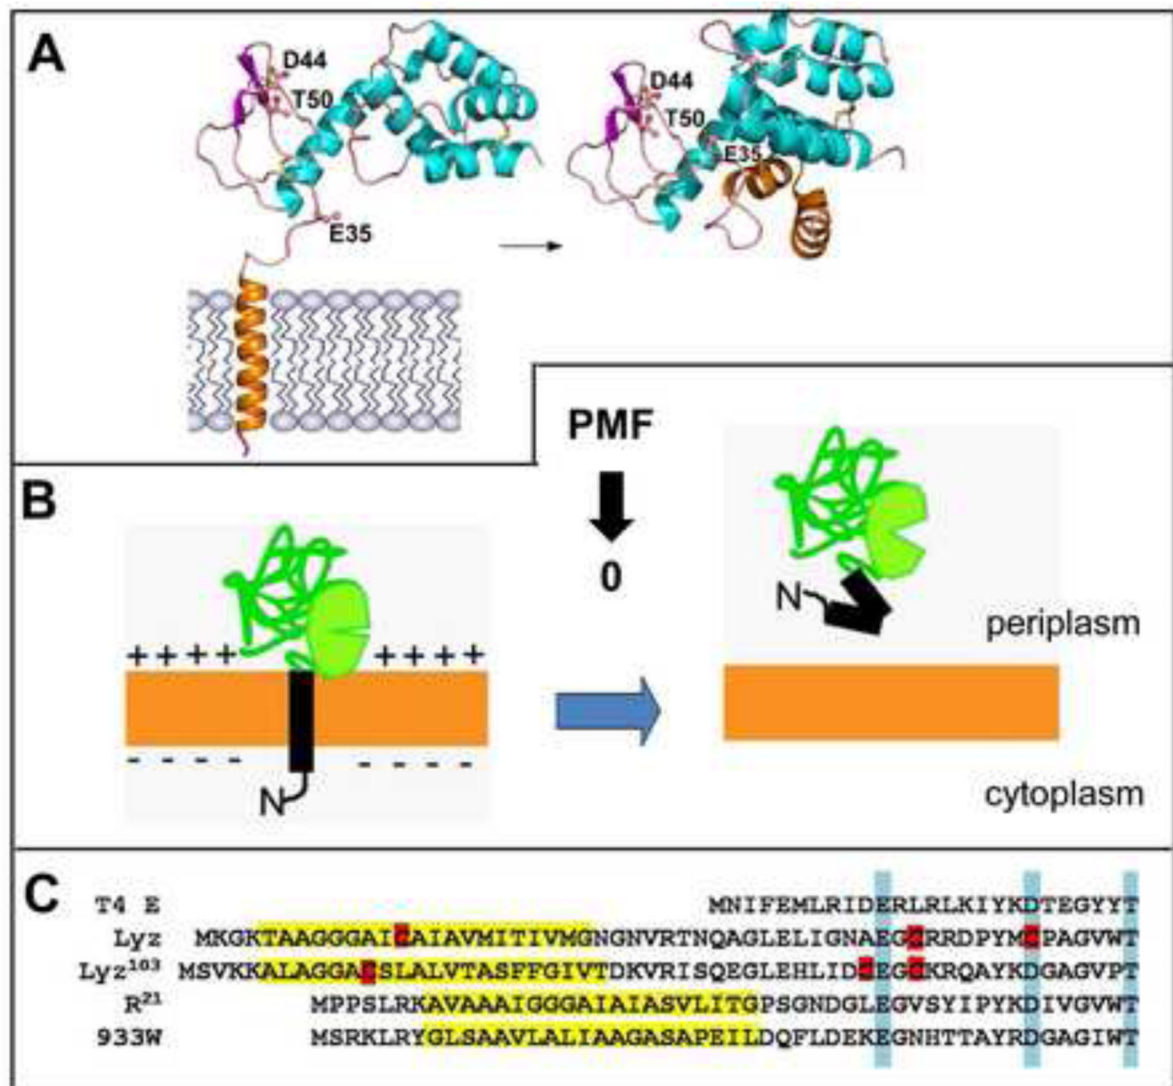 A
D44
T50
E35
D44
T50
E35
B
PMF
0
++++
++++
- - - -
- - - -
N
N
periplasm
cytoplasm
C
T4 E MNIFEMLRIDERLRLKIYKDTEGYYT
Lyz MKGKTAAGGGAICAIAVMITIVMGNGNVRTNQAGLELIGNAEGCRRDPYMCPAGVWT
Lyz¹⁰³ MSVKKALAGGACSLALVTASFFGIVTDKVRISQEGLEHLIDCEGCKRQAYKDGAGVPT
R²¹ MPPSLRKAVAAAIGGGAIAIASVLITGPSGNDGLEGVSYIPYKDIVGVWT
933W MSRKLRYGLSAAVLALIAAGASAPEILDQFLDEKEGNHTTAYRDGAGIWT